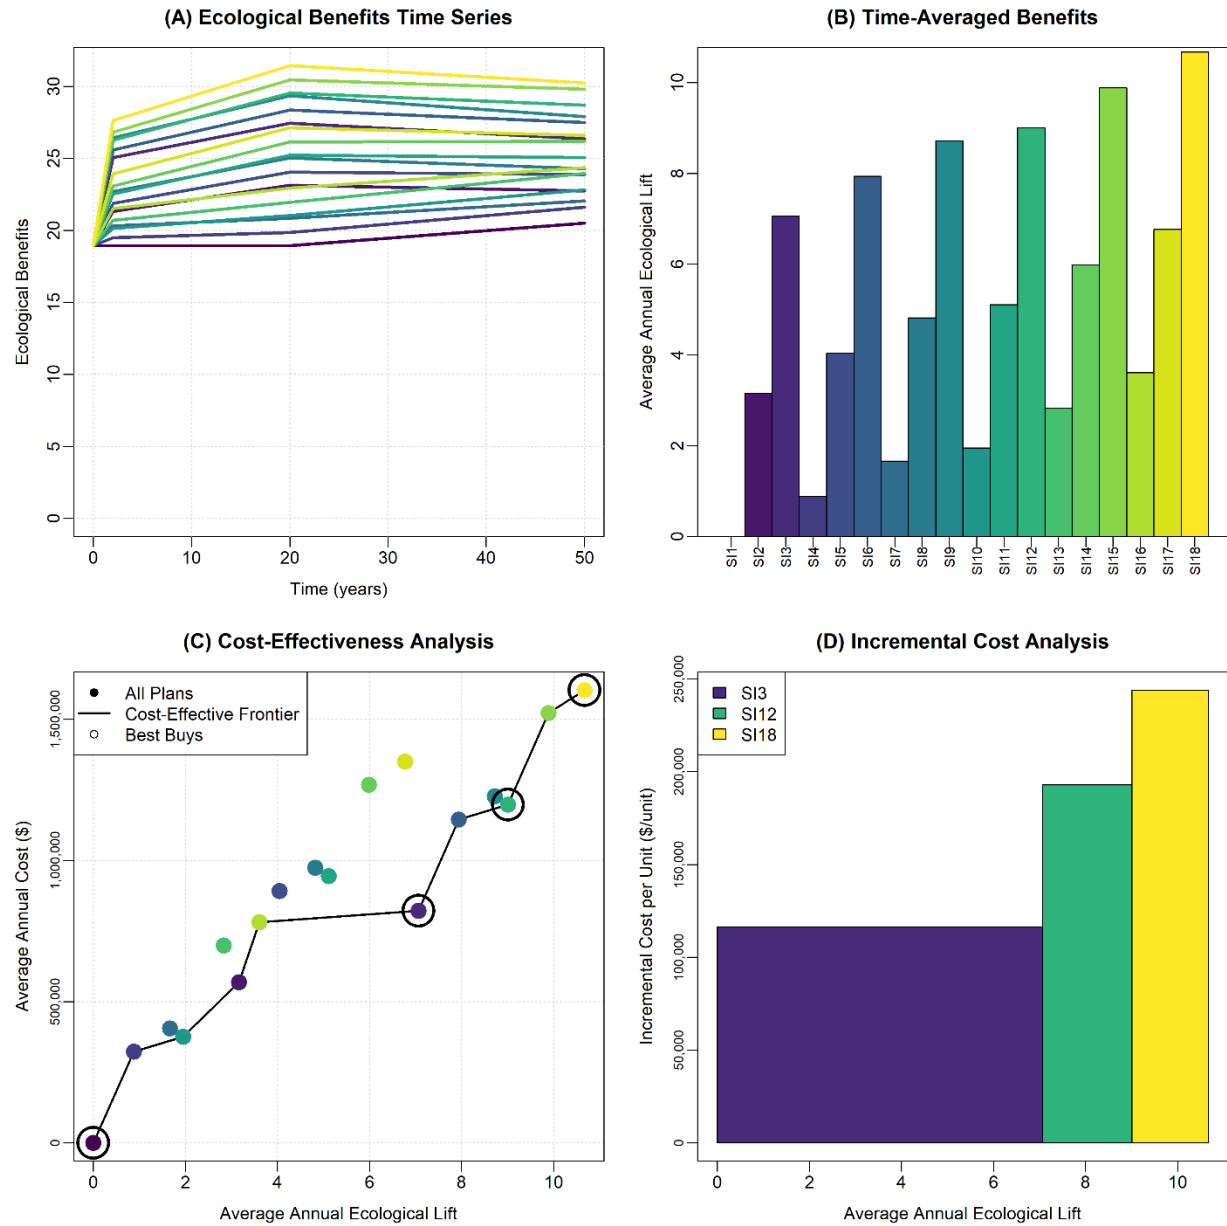 (A) Ecological Benefits Time Series
Ecological Benefits
0
5
10
15
20
25
30
0 10 20 30 40 50
Time (years)
(B) Time-Averaged Benefits
Average Annual Ecological Lift
0
2
4
6
8
10
SI1 SI2 SI3 SI4 SI5 SI6 SI7 SI8 SI9 SI10 SI11 SI12 SI13 SI14 SI15 SI16 SI17 SI18
(C) Cost-Effectiveness Analysis
All Plans
Cost-Effective Frontier
Best Buys
Average Annual Cost ($)
0
500,000
1,000,000
1,500,000
0 2 4 6 8 10
Average Annual Ecological Lift
(D) Incremental Cost Analysis
SI3
SI12
SI18
Incremental Cost per Unit ($/unit)
0
50,000
100,000
150,000
200,000
250,000
0 2 4 6 8 10
Average Annual Ecological Lift